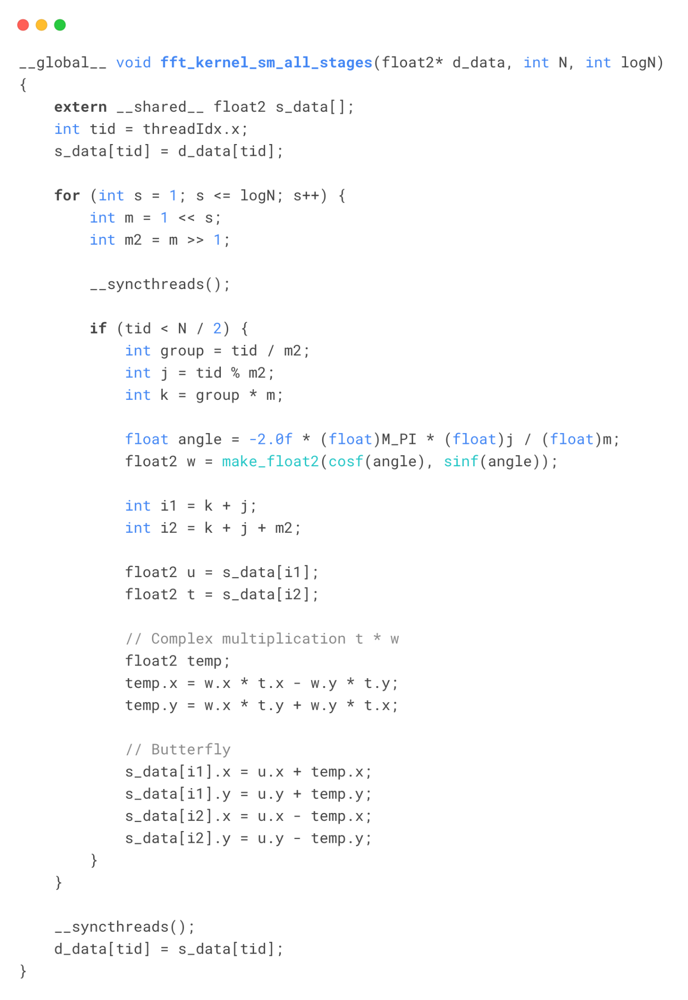 __global__ void fft_kernel_sm_all_stages(float2* d_data, int N, int logN)
{
    extern __shared__ float2 s_data[];
    int tid = threadIdx.x;
    s_data[tid] = d_data[tid];

    for (int s = 1; s <= logN; s++) {
        int m = 1 << s;
        int m2 = m >> 1;

        __syncthreads();

        if (tid < N / 2) {
            int group = tid / m2;
            int j = tid % m2;
            int k = group * m;

            float angle = -2.0f * (float)M_PI * (float)j / (float)m;
            float2 w = make_float2(cosf(angle), sinf(angle));

            int i1 = k + j;
            int i2 = k + j + m2;

            float2 u = s_data[i1];
            float2 t = s_data[i2];

            // Complex multiplication t * w
            float2 temp;
            temp.x = w.x * t.x - w.y * t.y;
            temp.y = w.x * t.y + w.y * t.x;

            // Butterfly
            s_data[i1].x = u.x + temp.x;
            s_data[i1].y = u.y + temp.y;
            s_data[i2].x = u.x - temp.x;
            s_data[i2].y = u.y - temp.y;
        }
    }

    __syncthreads();
    d_data[tid] = s_data[tid];
}